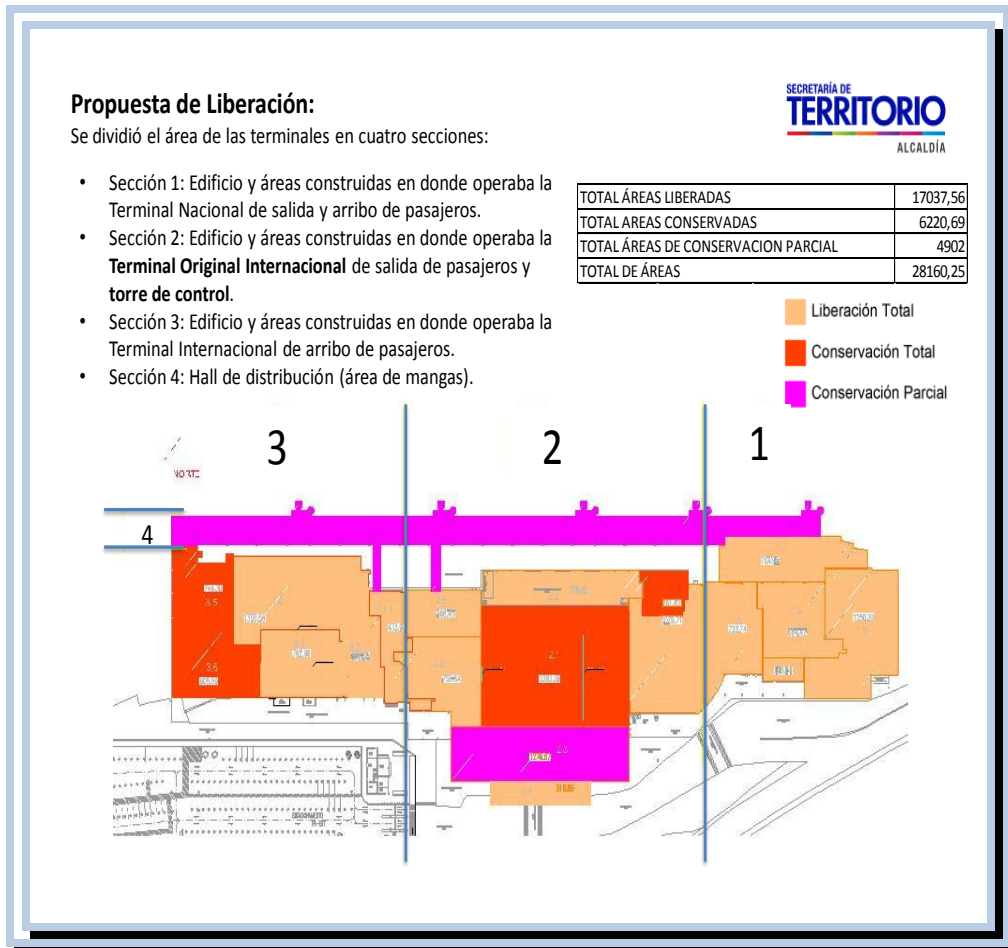 Propuesta de Liberación:
Se dividió el área de las terminales en cuatro secciones:
• Sección 1: Edificio y áreas construidas en donde operaba la
Terminal Nacional de salida y arribo de pasajeros.
• Sección 2: Edificio y áreas construidas en donde operaba la
Terminal Original Internacional de salida de pasajeros y
torre de control.
• Sección 3: Edificio y áreas construidas en donde operaba la
Terminal Internacional de arribo de pasajeros.
• Sección 4: Hall de distribución (área de mangas).
SECRETARÍA DE
TERRITORIO
ALCALDÍA
TOTAL ÁREAS LIBERADAS 17037,56
TOTAL AREAS CONSERVADAS 6220,69
TOTAL ÁREAS DE CONSERVACION PARCIAL 4902
TOTAL DE ÁREAS 28160,25
Liberación Total
Conservación Total
Conservación Parcial
3 2 1
4
3.5
3.6